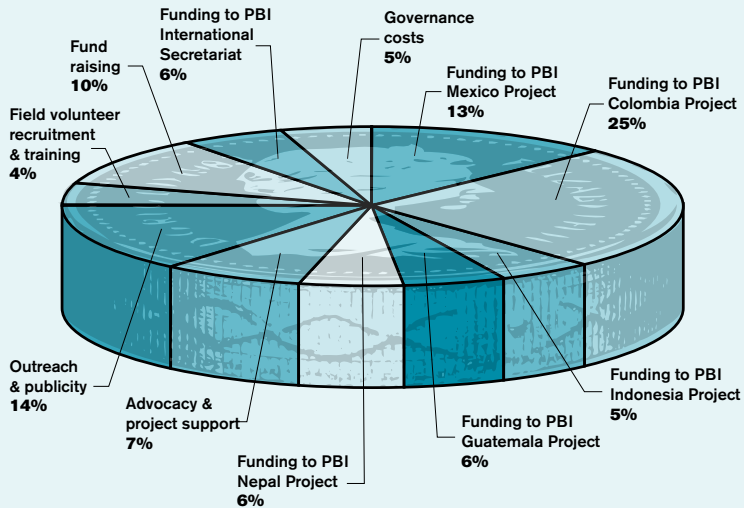 Funding to PBI
International
Secretariat
6%
Governance
costs
5%
Fund
raising
10%
Funding to PBI
Mexico Project
13%
Funding to PBI
Colombia Project
25%
Field volunteer
recruitment
& training
4%
Outreach
& publicity
14%
Advocacy &
project support
7%
Funding to PBI
Nepal Project
6%
Funding to PBI
Guatemala Project
6%
Funding to PBI
Indonesia Project
5%